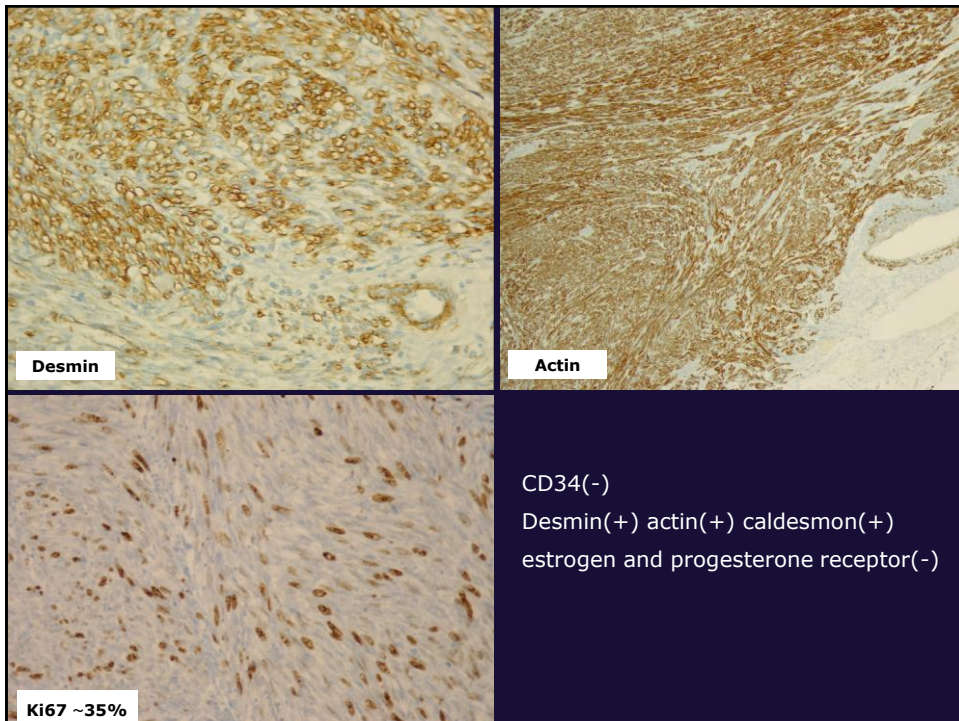 Desmin
Actin
Ki67 ~35%
CD34(-)
Desmin(+) actin(+) caldesmon(+)
estrogen and progesterone receptor(-)